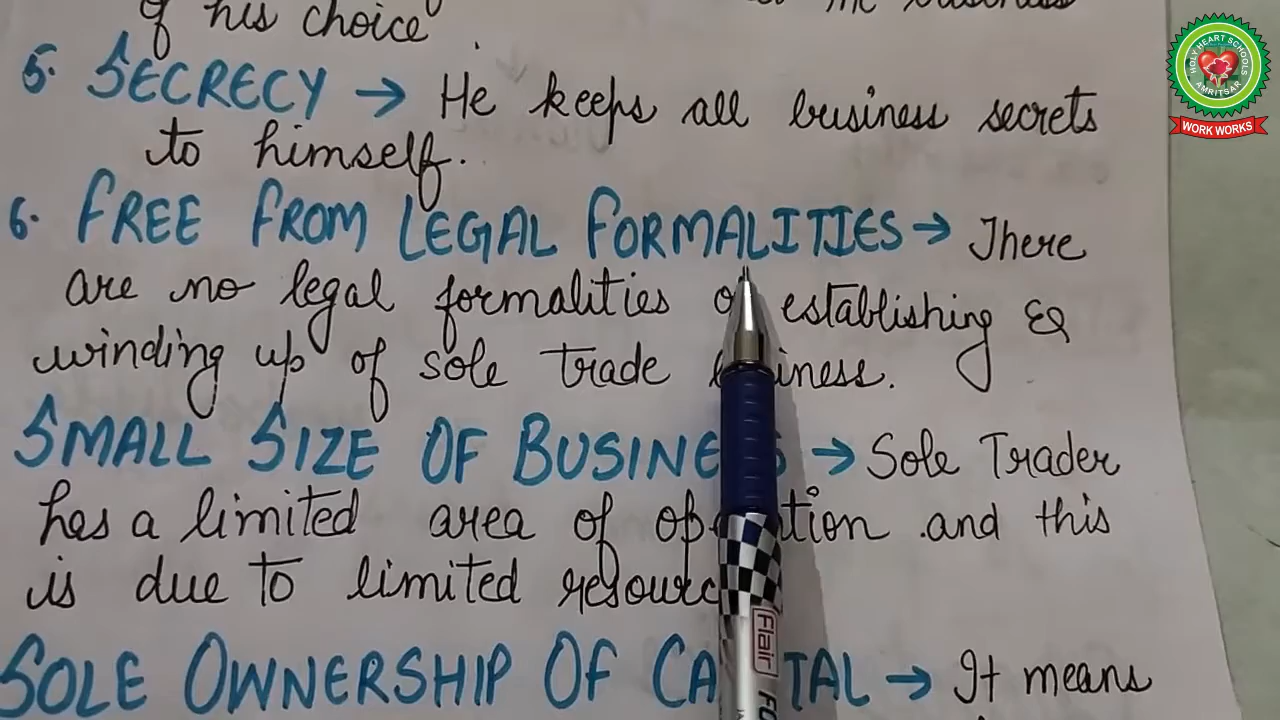 of his choice.
5. SECRECY → He keeps all business secrets
to himself.
6. FREE FROM LEGAL FORMALITIES → There
are no legal formalities establishing &
winding up of sole trade
SMALL SIZE OF → Sole Trader
has a limited area of and this
is due to limited
SOLE OWNERSHIP OF → It means
HOLY HEART SCHOOLS
AMRITSAR
WORK WORKS
Flair